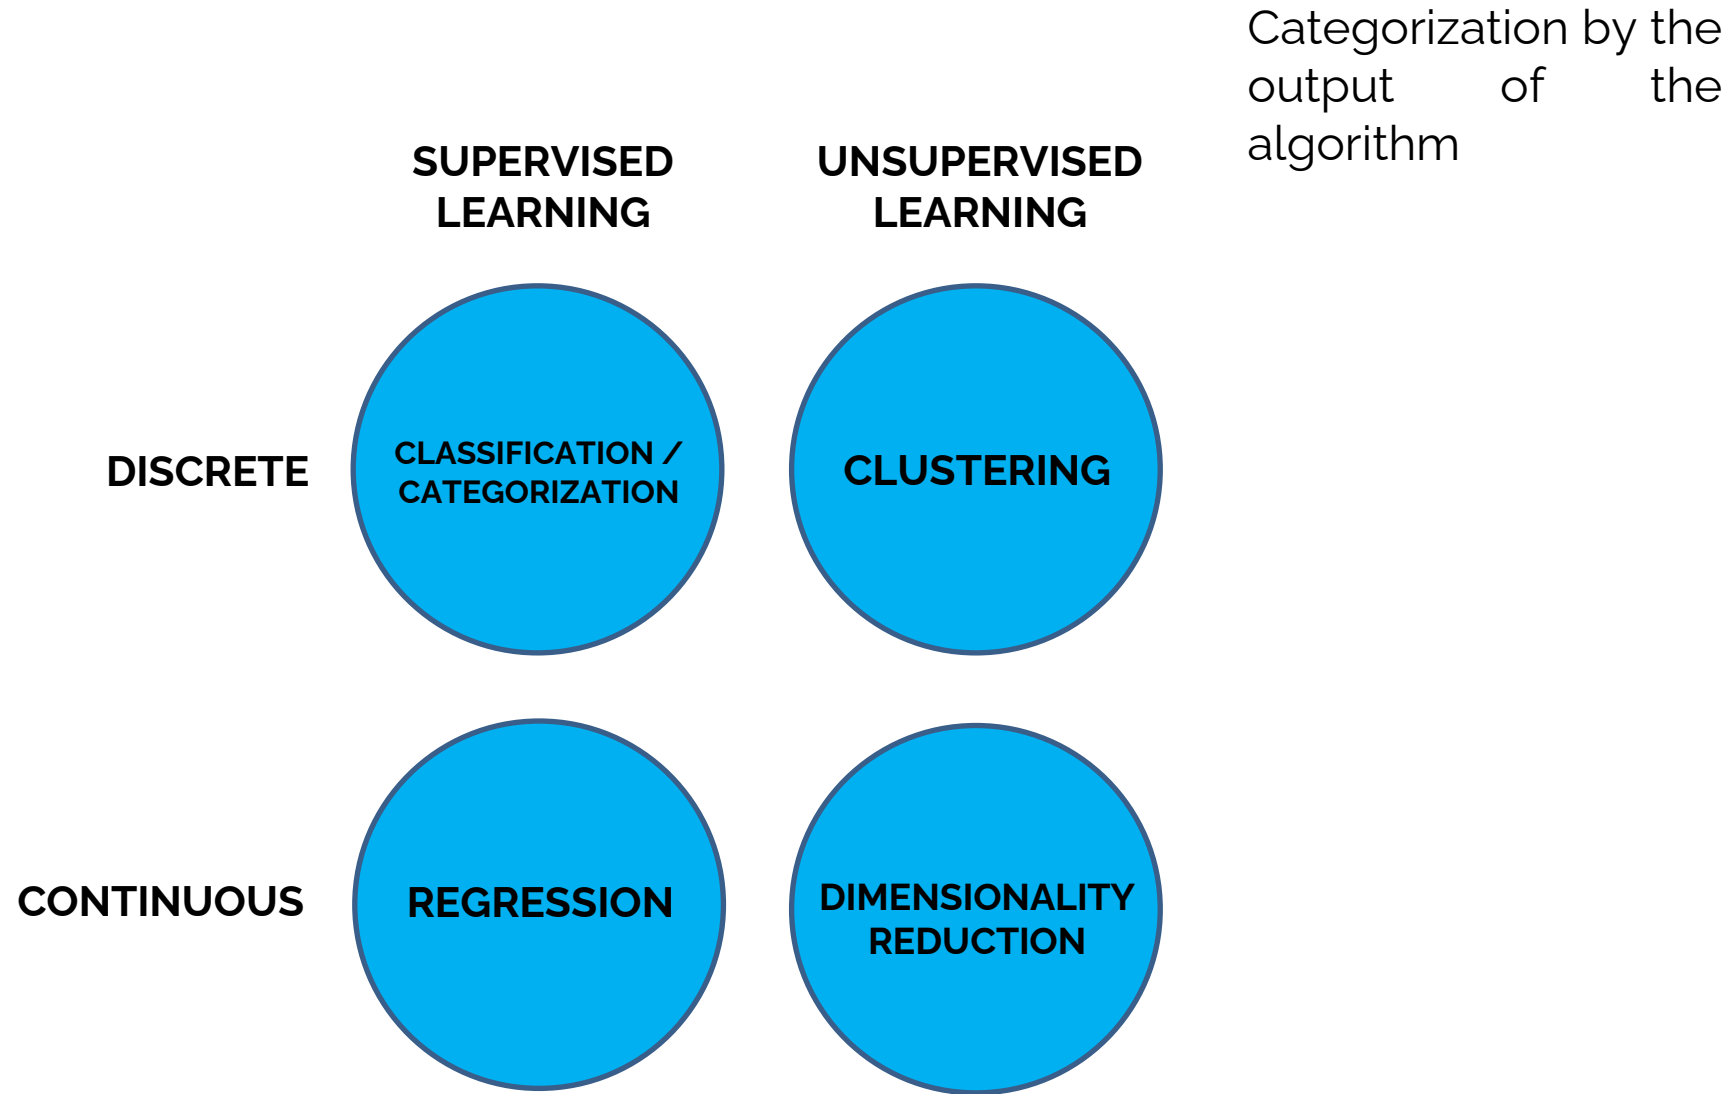 Categorization by the
output of the
algorithm
SUPERVISED
LEARNING
UNSUPERVISED
LEARNING
DISCRETE
CLASSIFICATION /
CATEGORIZATION
CLUSTERING
CONTINUOUS
REGRESSION
DIMENSIONALITY
REDUCTION